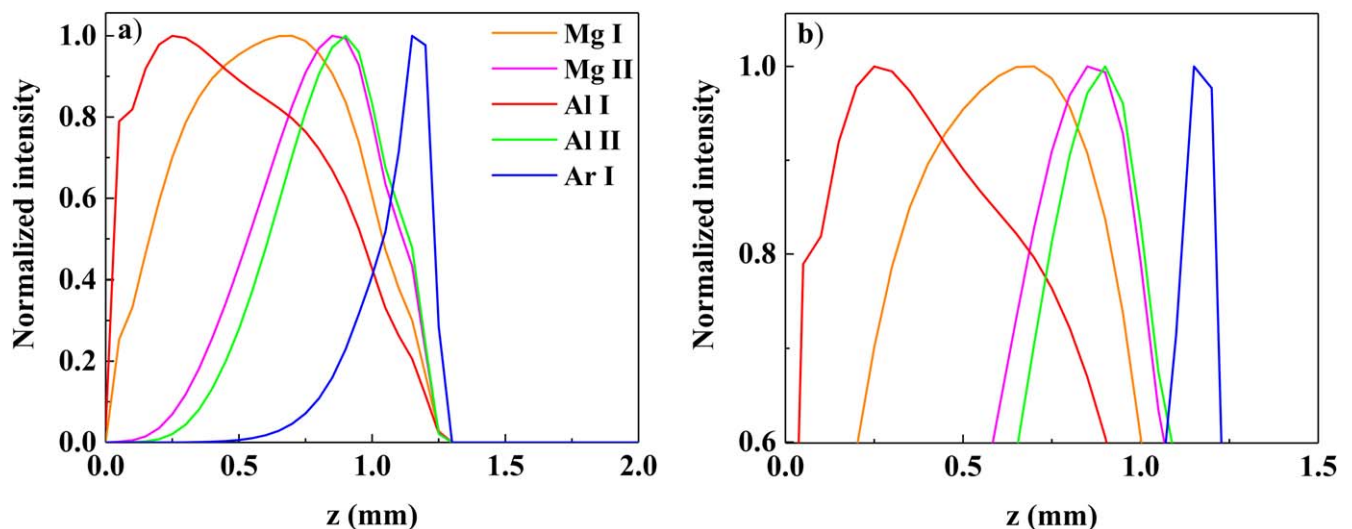 a)
Mg I
Mg II
Al I
Al II
Ar I
1.0
0.8
0.6
0.4
0.2
0.0
Normalized intensity
0.0 0.5 1.0 1.5 2.0
z (mm)
b)
1.0
0.8
0.6
Normalized intensity
0.0 0.5 1.0 1.5
z (mm)